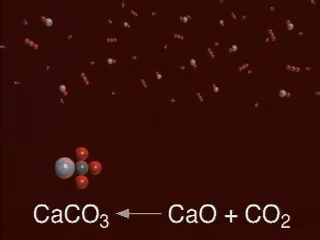 CaCO₃ ← CaO + CO₂